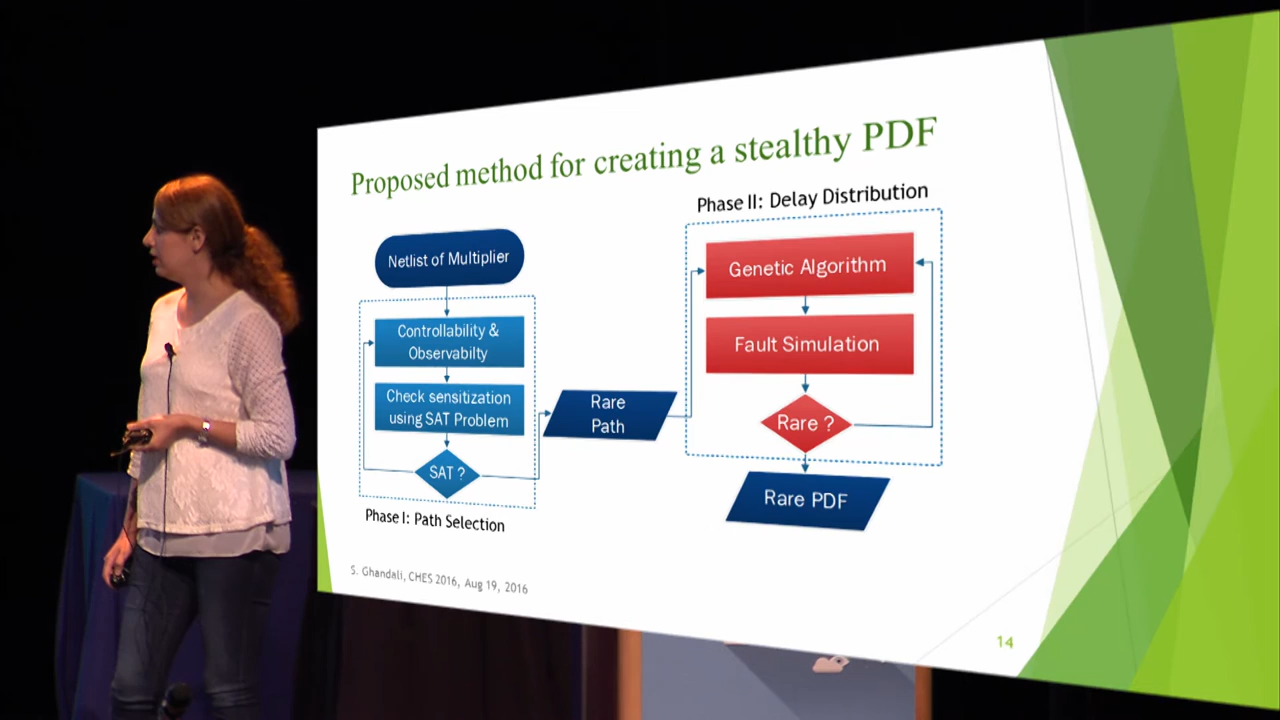 Proposed method for creating a stealthy PDF
Phase II: Delay Distribution
Netlist of Multiplier
Controllability &
Observabilty
Check sensitization
using SAT Problem
SAT ?
Phase I: Path Selection
Rare
Path
Genetic Algorithm
Fault Simulation
Rare ?
Rare PDF
S. Ghandali, CHES 2016, Aug 19, 2016
14